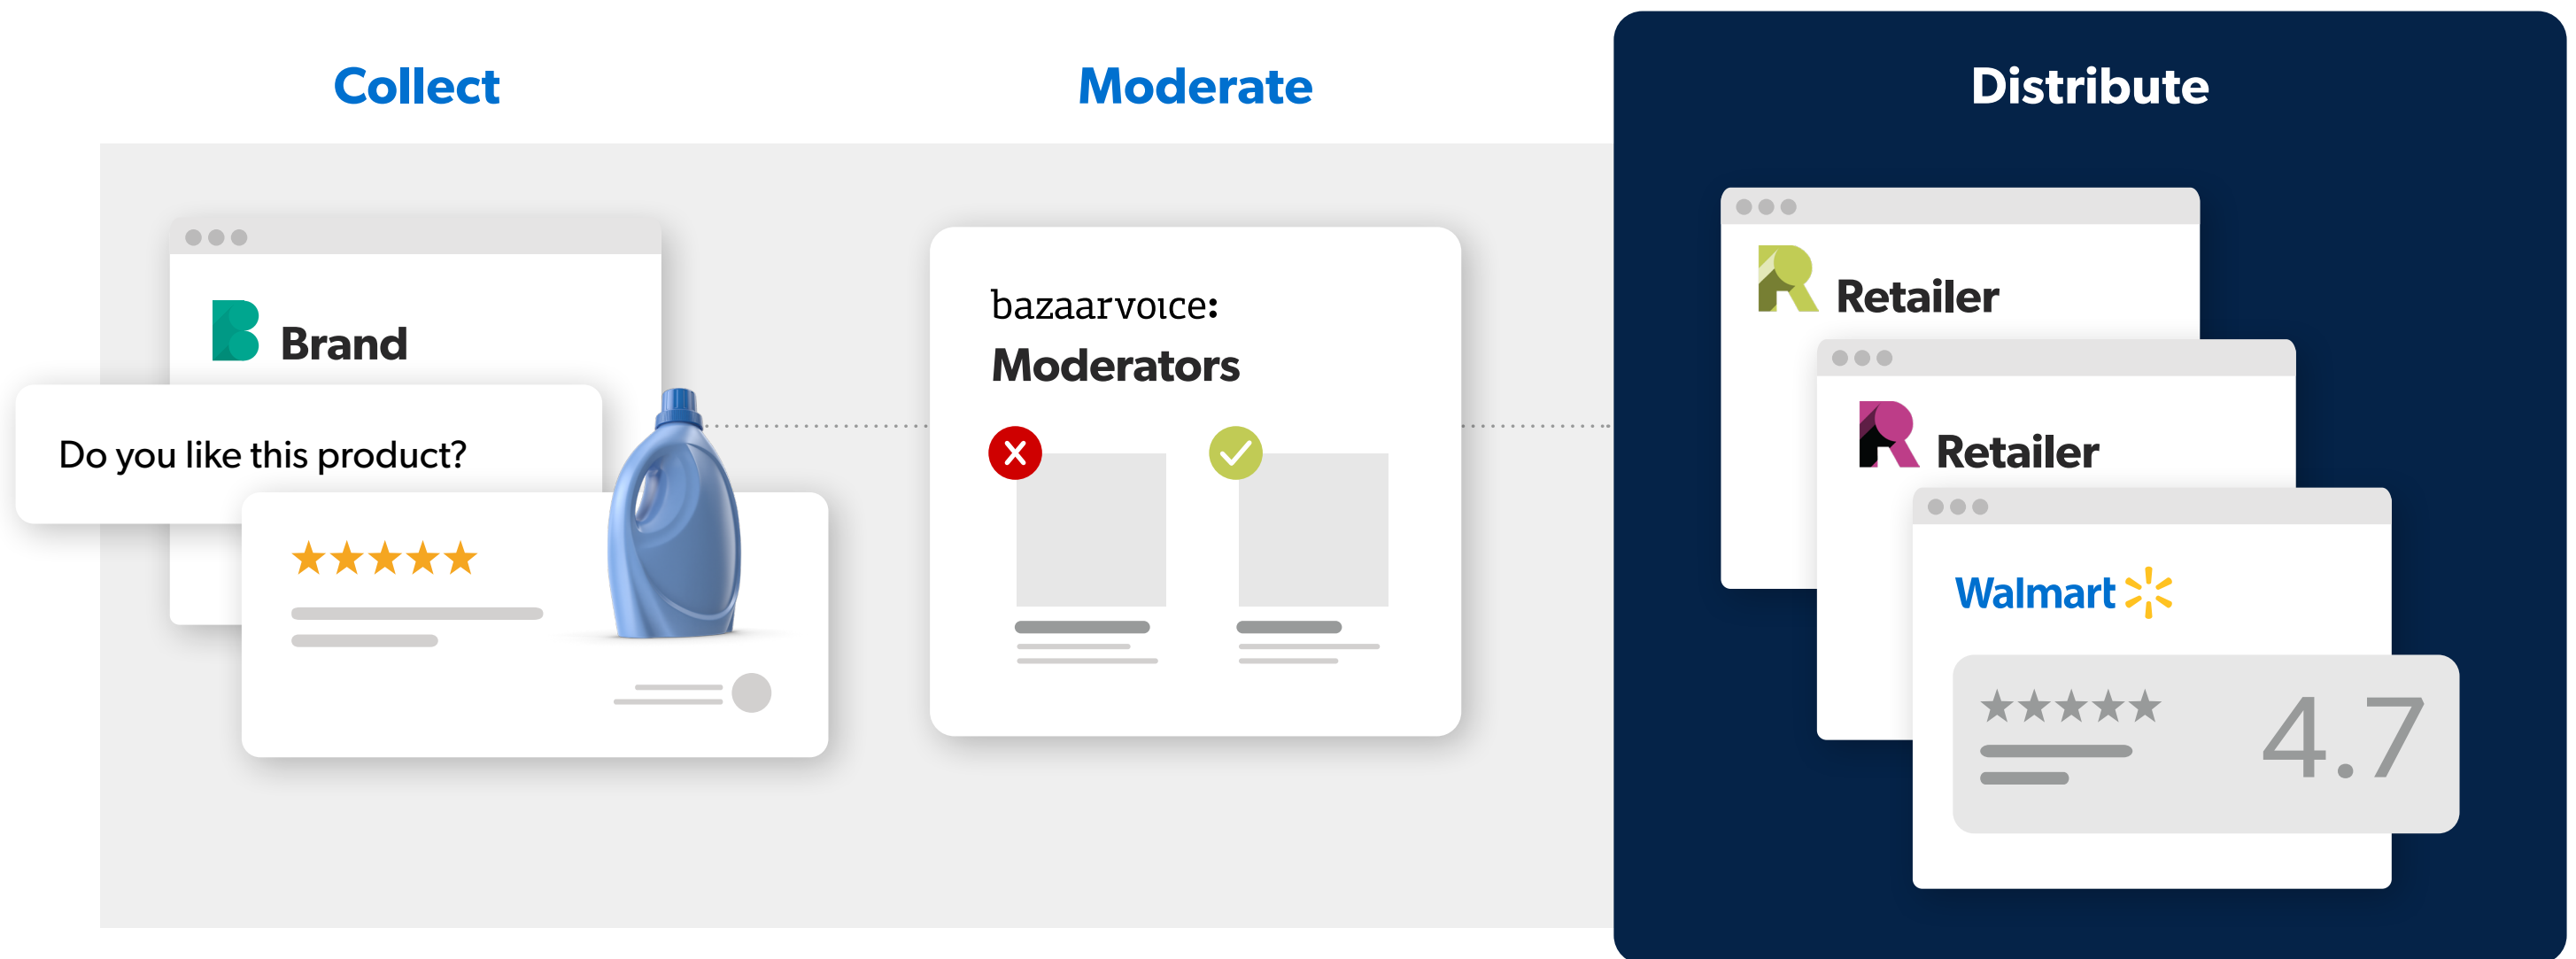 Collect
Moderate
Distribute
Brand
Do you like this product?
bazaarvoice:
Moderators
Retailer
Retailer
Walmart
4.7